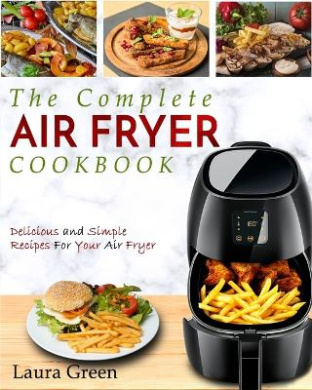 The Complete
AIR FRYER
COOKBOOK
Delicious and Simple
Recipes For Your Air Fryer
Laura Green